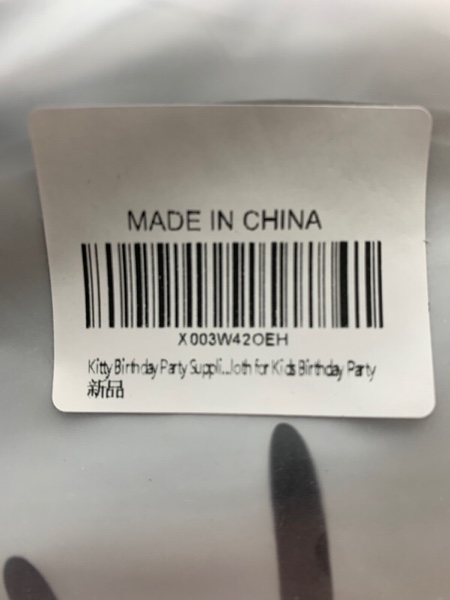 MADE IN CHINA
X003W42OEH
Kitty Birthday Party Suppli...loth for Kids Birthday Party
新品